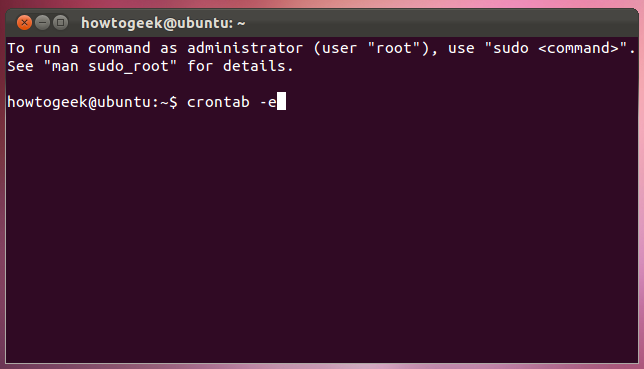 howtogeek@ubuntu: ~
To run a command as administrator (user "root"), use "sudo <command>".
See "man sudo_root" for details.
howtogeek@ubuntu:~$ crontab -e